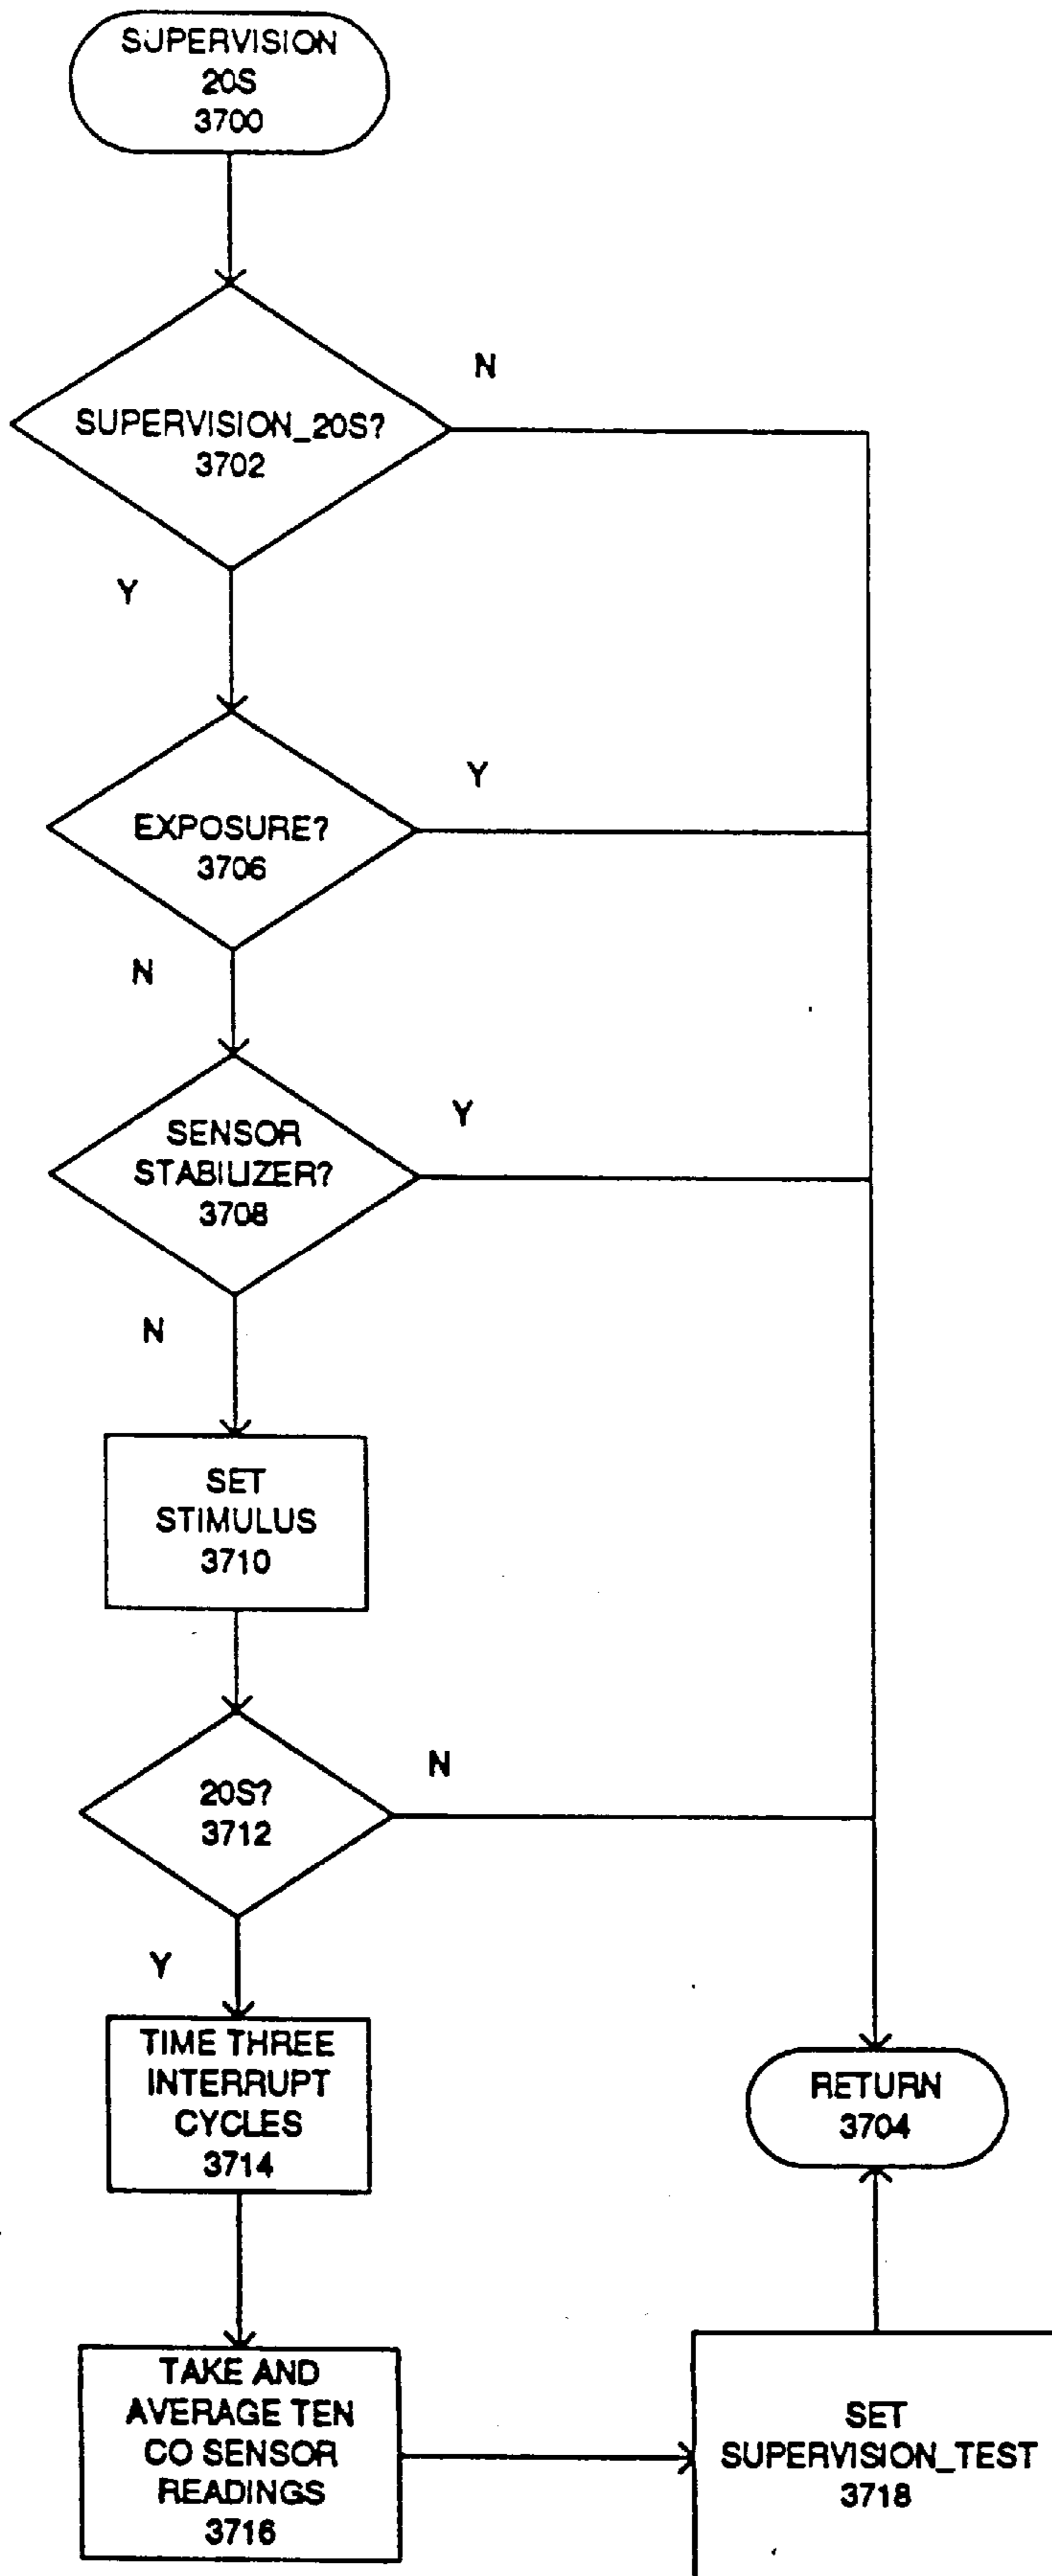 SUPERVISION
20S
3700
N
SUPERVISION_20S?
3702
Y
Y
EXPOSURE?
3706
N
Y
SENSOR
STABILIZER?
3708
N
SET
STIMULUS
3710
N
20S?
3712
Y
TIME THREE
INTERRUPT
CYCLES
3714
RETURN
3704
TAKE AND
AVERAGE TEN
CO SENSOR
READINGS
3716
SET
SUPERVISION_TEST
3718